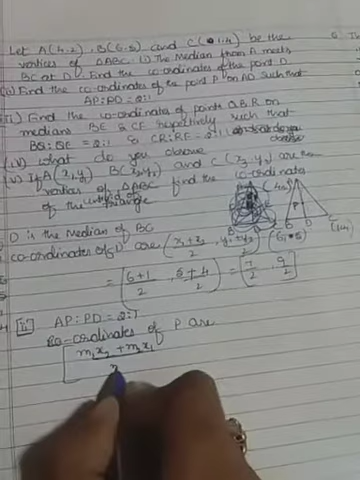 Let A(4,2), B(6,5) and C(1,4) be the
vertices of ΔABC. (i) The Median from A meets
BC at D. Find the co-ordinates of the point D
(ii) Find the co-ordinates of the point P on AD such that
AP:PD = 2:1
(iii) Find the co-ordinates of points Q & R on
medians BE & CF respectively such that
BQ:QE = 2:1 & CR:RF = 2:1
(iv) what do you observe
(v) If A(x₁,y₁) B(x₂,y₂) and C(x₃,y₃) are the
vertices of ΔABC find the co-ordinates
of the triangle
D is the median of BC
co-ordinates of D are (x₁+x₂/2, y₁+y₂/2)
= [6+1/2, 5+4/2] = [7/2, 9/2]
[ii] AP:PD = 2:1
co-ordinates of P are
[m₁x₂ + m₂x₁